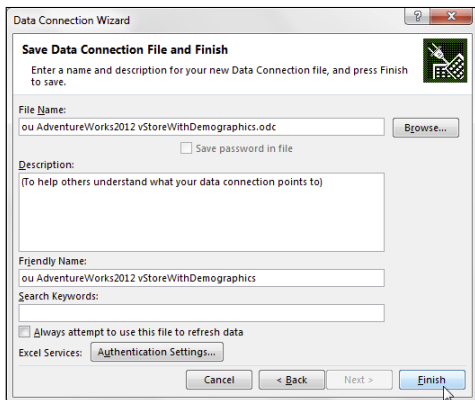 Data Connection Wizard
Save Data Connection File and Finish
Enter a name and description for your new Data Connection file, and press Finish
to save.
File Name:
ou AdventureWorks2012 vStoreWithDemographics.odc
Browse...
Save password in file
Description:
(To help others understand what your data connection points to)
Friendly Name:
ou AdventureWorks2012 vStoreWithDemographics
Search Keywords:
Always attempt to use this file to refresh data
Excel Services: Authentication Settings...
Cancel < Back Next > Finish